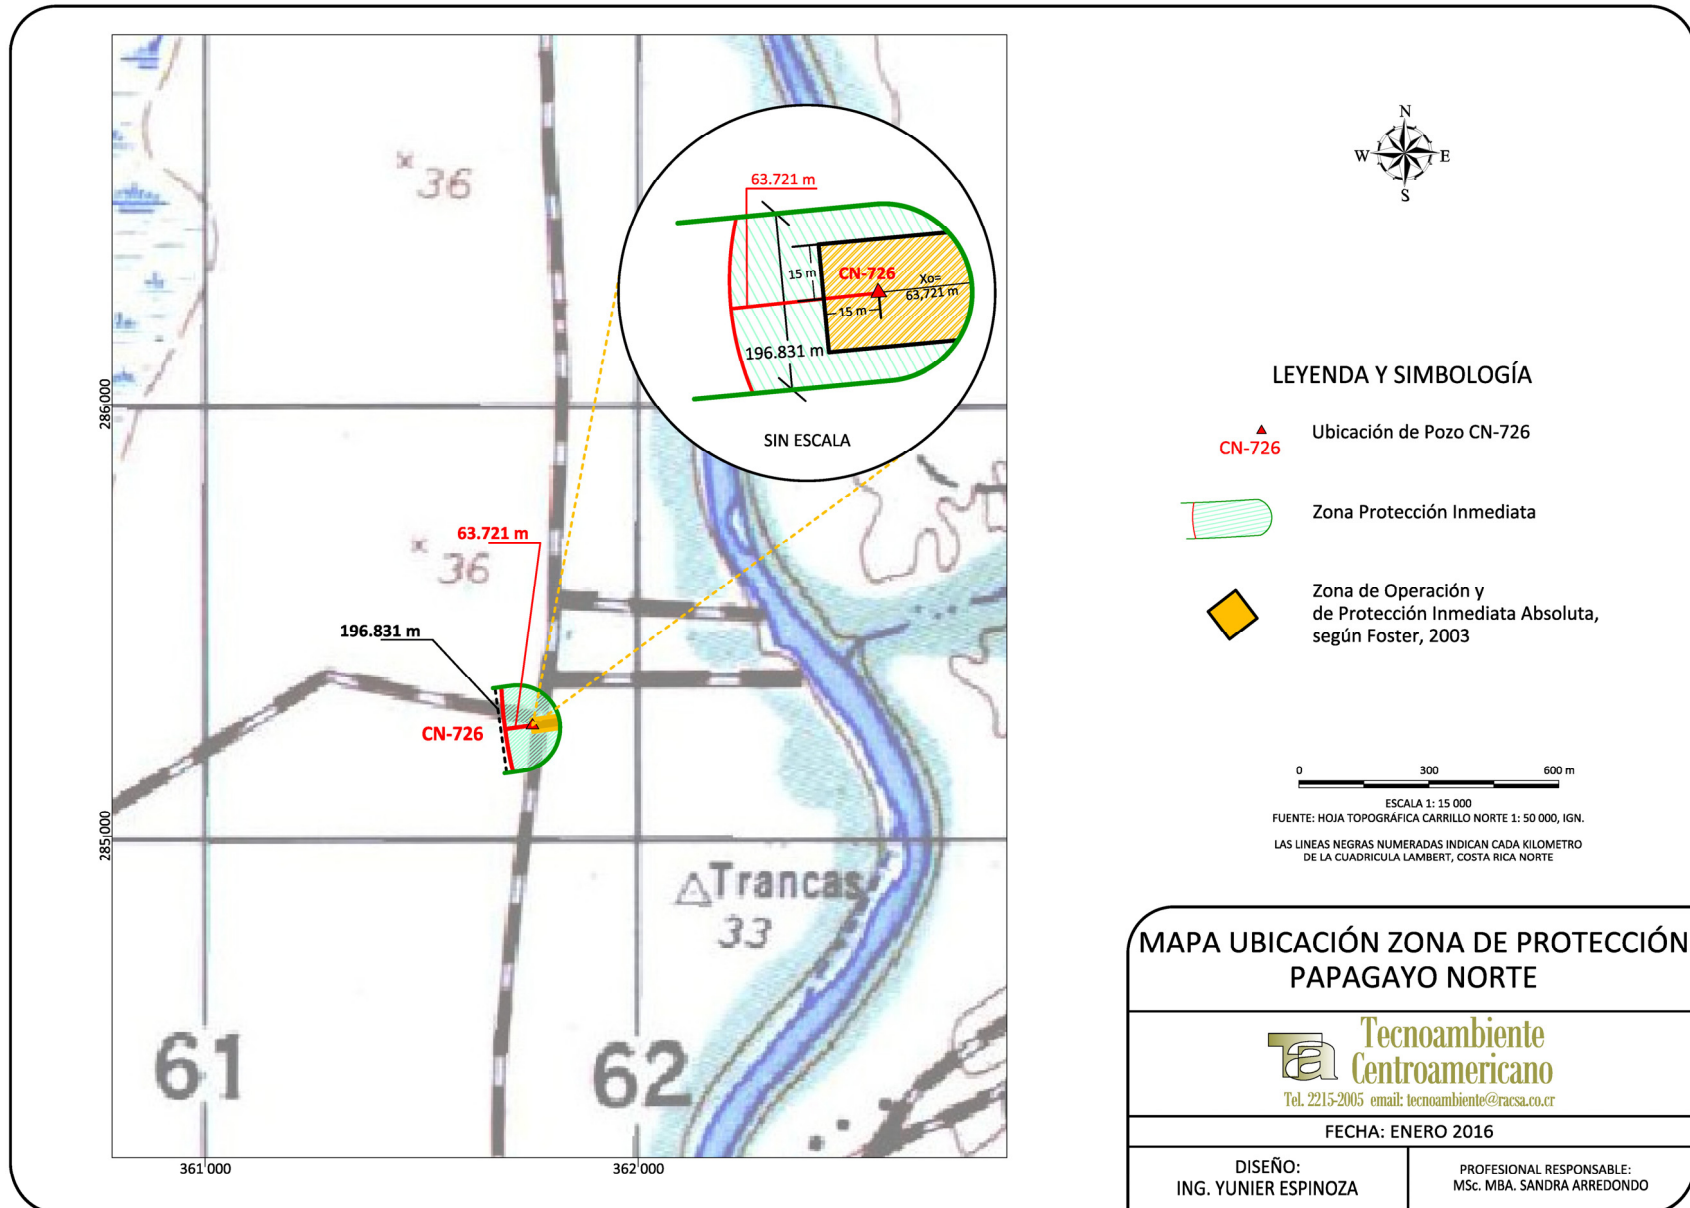 36
63.721 m
15 m
CN-726
Xo=
63,721 m
15 m
196.831 m
SIN ESCALA
286'000
63.721 m
36
196.831 m
CN-726
285'000
Trancas
33
61
62
361'000
362'000
N
W
E
S
LEYENDA Y SIMBOLOGÍA
CN-726
Ubicación de Pozo CN-726
Zona Protección Inmediata
Zona de Operación y
de Protección Inmediata Absoluta,
según Foster, 2003
0 300 600 m
ESCALA 1: 15 000
FUENTE: HOJA TOPOGRÁFICA CARRILLO NORTE 1: 50 000, IGN.
LAS LINEAS NEGRAS NUMERADAS INDICAN CADA KILOMETRO
DE LA CUADRICULA LAMBERT, COSTA RICA NORTE
MAPA UBICACIÓN ZONA DE PROTECCIÓN
PAPAGAYO NORTE
Ta
Tecnoambiente
Centroamericano
Tel. 2215-2005 email: tecnoambiente@racsa.co.cr
FECHA: ENERO 2016
DISEÑO:
ING. YUNIER ESPINOZA
PROFESIONAL RESPONSABLE:
MSc. MBA. SANDRA ARREDONDO